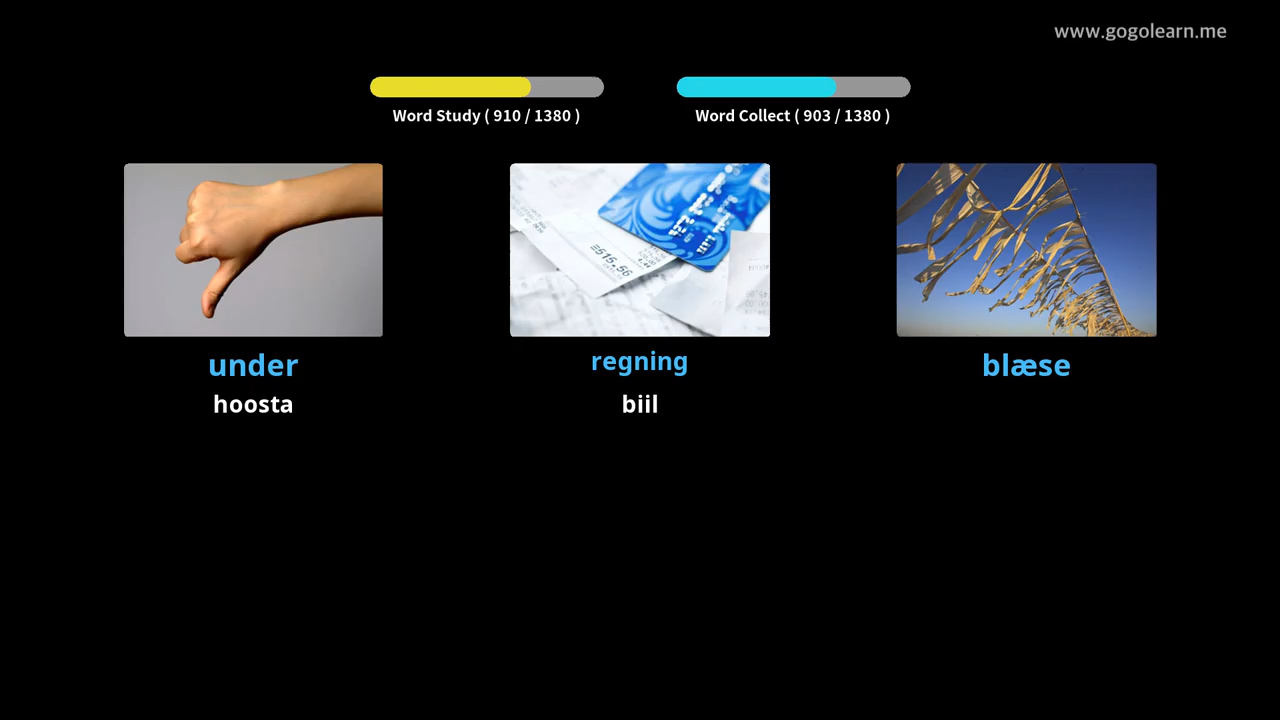 www.gogolearn.me
Word Study ( 910 / 1380 )
Word Collect ( 903 / 1380 )
under
regning
blæse
hoosta
biil